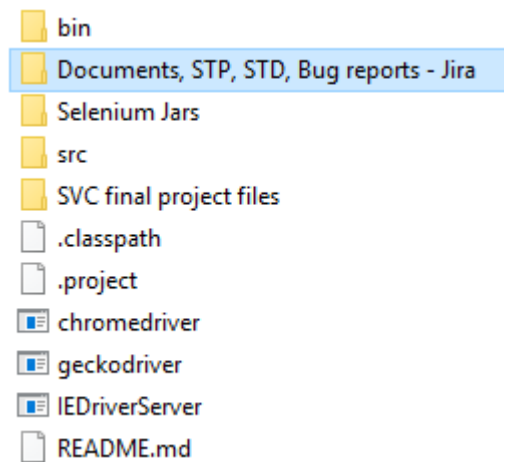 bin
Documents, STP, STD, Bug reports - Jira
Selenium Jars
src
SVC final project files
.classpath
.project
chromedriver
geckodriver
IEDriverServer
README.md